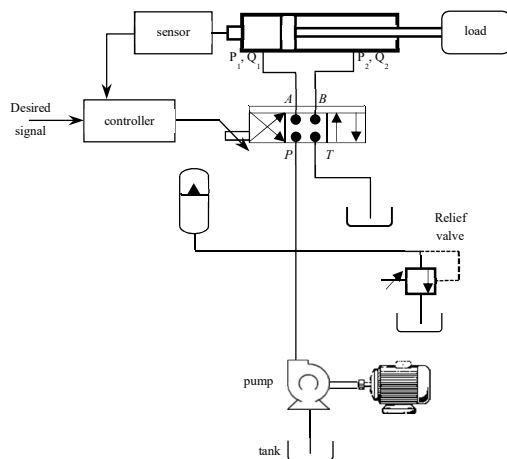 sensor
load
P1, Q1
P2, Q2
A
B
Desired
signal
controller
P
T
Relief
valve
pump
tank